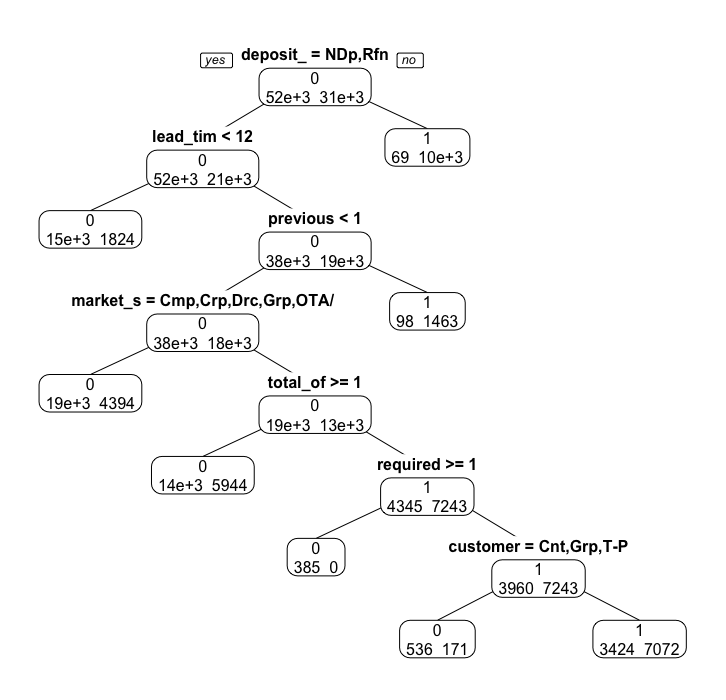 yes deposit_ = NDp,Rfn no
0
52e+3 31e+3
lead_tim < 12
1
69 10e+3
0
52e+3 21e+3
previous < 1
0
15e+3 1824
0
38e+3 19e+3
market_s = Cmp,Crp,Drc,Grp,OTA/
1
98 1463
0
38e+3 18e+3
total_of >= 1
0
19e+3 4394
0
19e+3 13e+3
required >= 1
0
14e+3 5944
1
4345 7243
customer = Cnt,Grp,T-P
0
385 0
1
3960 7243
0
536 171
1
3424 7072